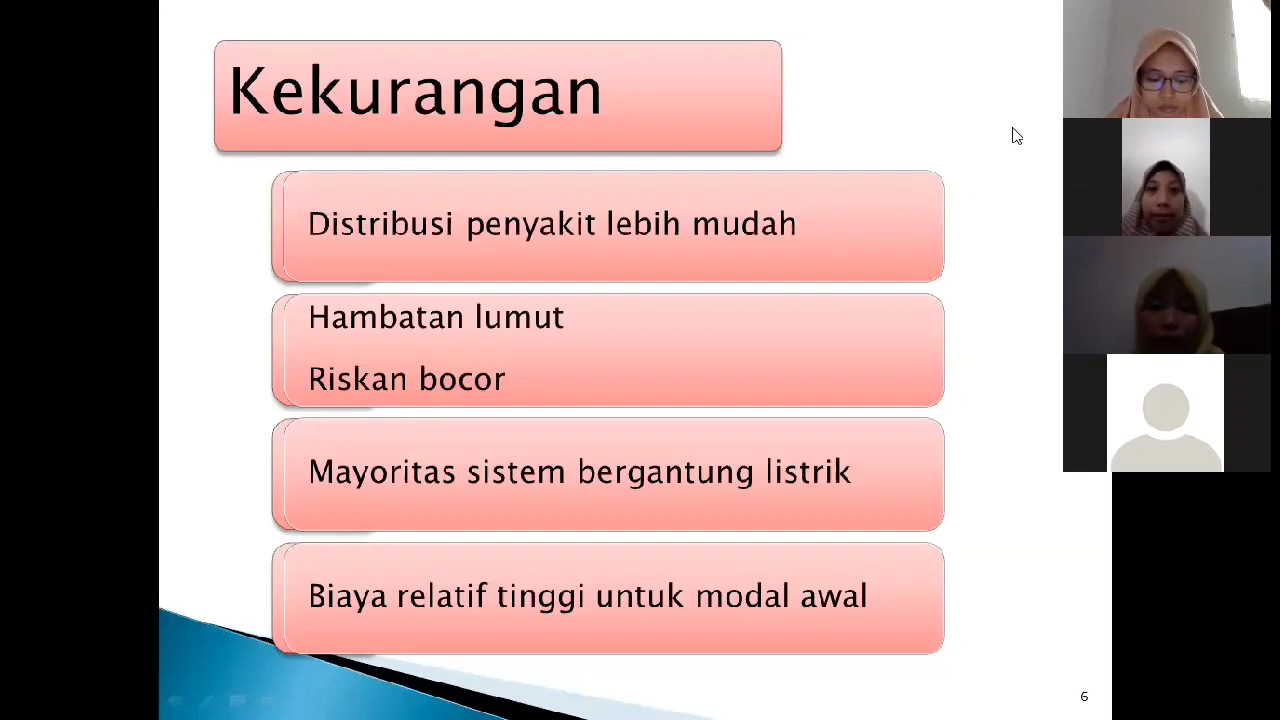 Kekurangan
Distribusi penyakit lebih mudah
Hambatan lumut
Riskan bocor
Mayoritas sistem bergantung listrik
Biaya relatif tinggi untuk modal awal
6